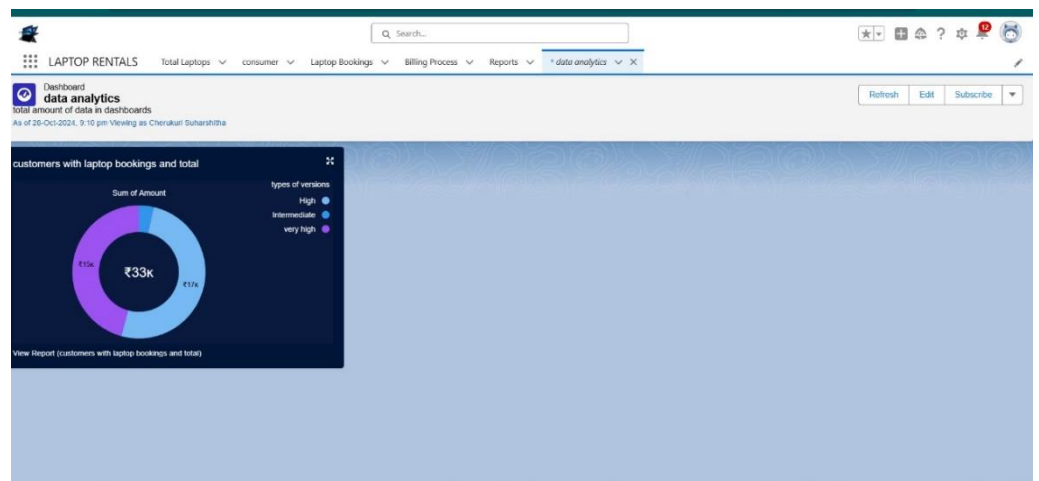 Search...
12
LAPTOP RENTALS Total Laptops consumer Laptop Bookings Billing Process Reports * data analytics
Dashboard
data analytics
total amount of data in dashboards
As of 20-Oct-2024, 9:10 pm Viewing as Cherukuri Suharshitha
Refresh Edit Subscribe
customers with laptop bookings and total
Sum of Amount
types of versions
High
Intermediate
very high
₹15K
₹33K
₹17K
View Report (customers with laptop bookings and total)